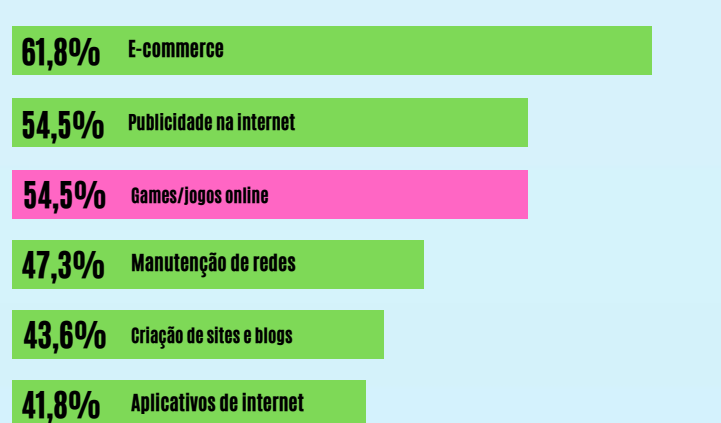 61,8% E-commerce
54,5% Publicidade na internet
54,5% Games/jogos online
47,3% Manutenção de redes
43,6% Criação de sites e blogs
41,8% Aplicativos de internet